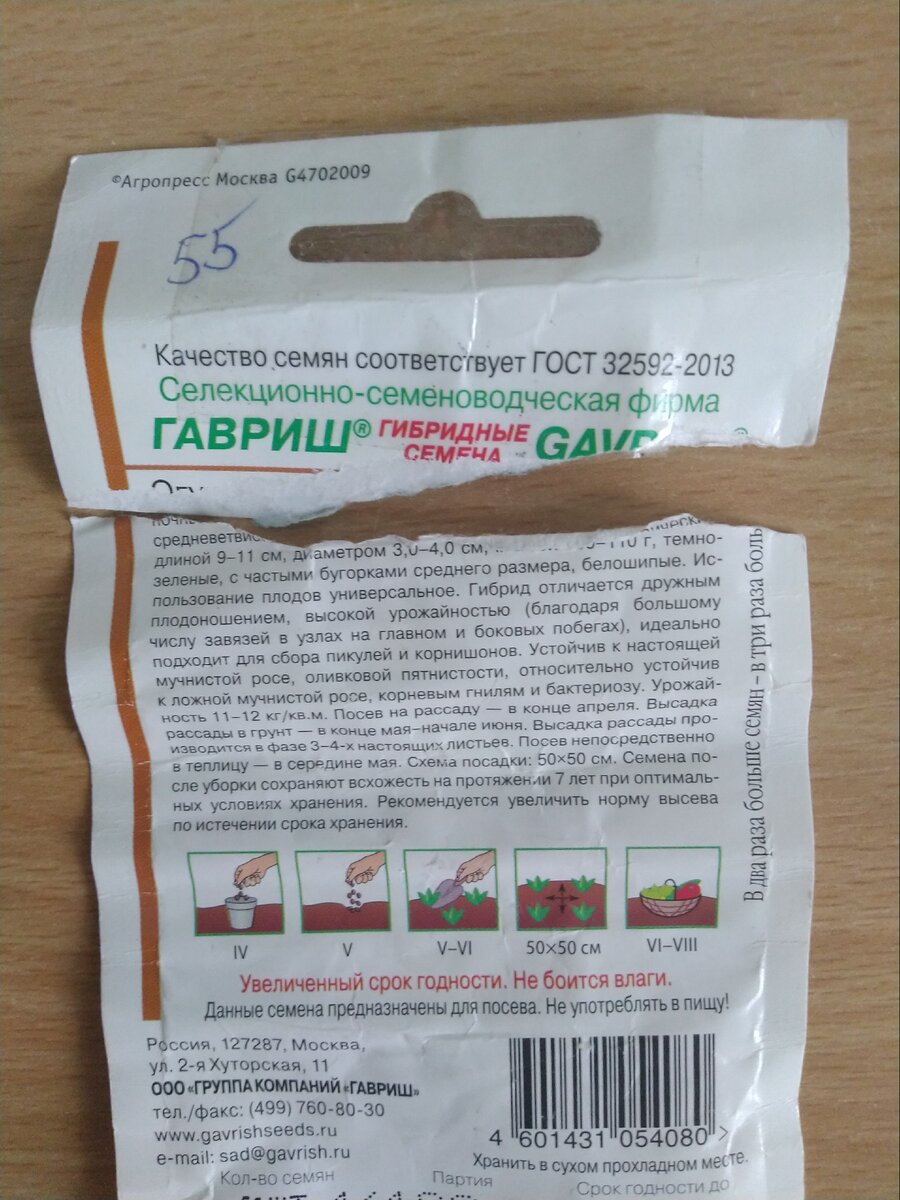 ©Агропресс Москва G4702009
55
Качество семян соответствует ГОСТ 32592-2013
Селекционно-семеноводческая фирма
ГАВРИШ® ГИБРИДНЫЕ СЕМЕНА
длиной 9–11 см, диаметром 3,0–4,0 см, 110 г, темно-
зеленые, с частыми бугорками среднего размера, белошипые. Ис-
пользование плодов универсальное. Гибрид отличается дружным
плодоношением, высокой урожайностью (благодаря большому
числу завязей в узлах на главном и боковых побегах), идеально
подходит для сбора пикулей и корнишонов. Устойчив к настоящей
мучнистой росе, оливковой пятнистости, относительно устойчив
к ложной мучнистой росе, корневым гнилям и бактериозу. Урожай-
ность 11–12 кг/кв.м. Посев на рассаду — в конце апреля. Высадка
рассады в грунт — в конце мая–начале июня. Высадка рассады про-
изводится в фазе 3–4-х настоящих листьев. Посев непосредственно
в теплицу — в середине мая. Схема посадки: 50×50 см. Семена по-
сле уборки сохраняют всхожесть на протяжении 7 лет при оптималь-
ных условиях хранения. Рекомендуется увеличить норму высева
по истечении срока хранения.
В два раза больше семян – в три раза боль
IV V V–VI 50×50 см VI–VIII
Увеличенный срок годности. Не боится влаги.
Данные семена предназначены для посева. Не употреблять в пищу!
Россия, 127287, Москва,
ул. 2-я Хуторская, 11
ООО «ГРУППА КОМПАНИЙ «ГАВРИШ»
тел./факс: (499) 760-80-30
www.gavrishseeds.ru
e-mail: sad@gavrish.ru
4 601431 054080 >
Хранить в сухом прохладном месте.
Кол-во семян Партия Срок годности до